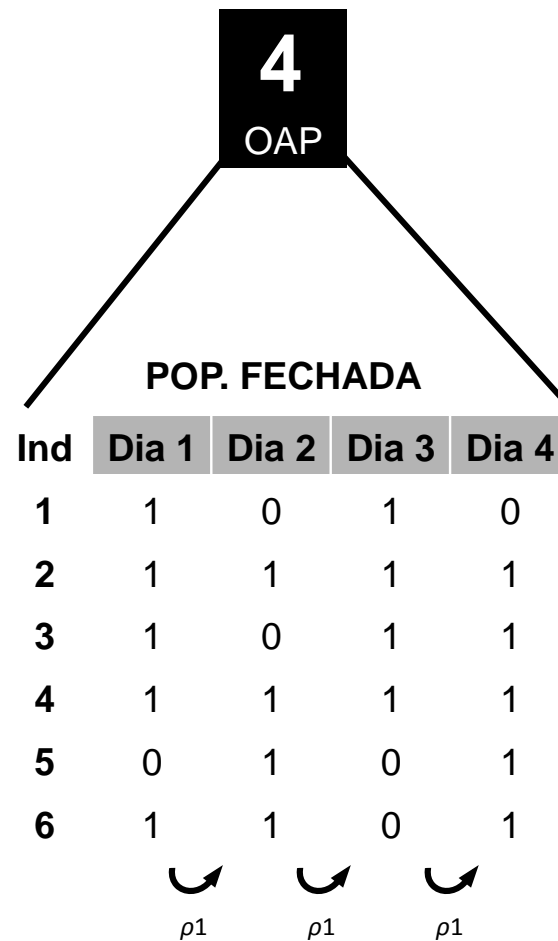 4
OAP
POP. FECHADA
Ind Dia 1 Dia 2 Dia 3 Dia 4
1 1 0 1 0
2 1 1 1 1
3 1 0 1 1
4 1 1 1 1
5 0 1 0 1
6 1 1 0 1
ρ1 ρ1 ρ1